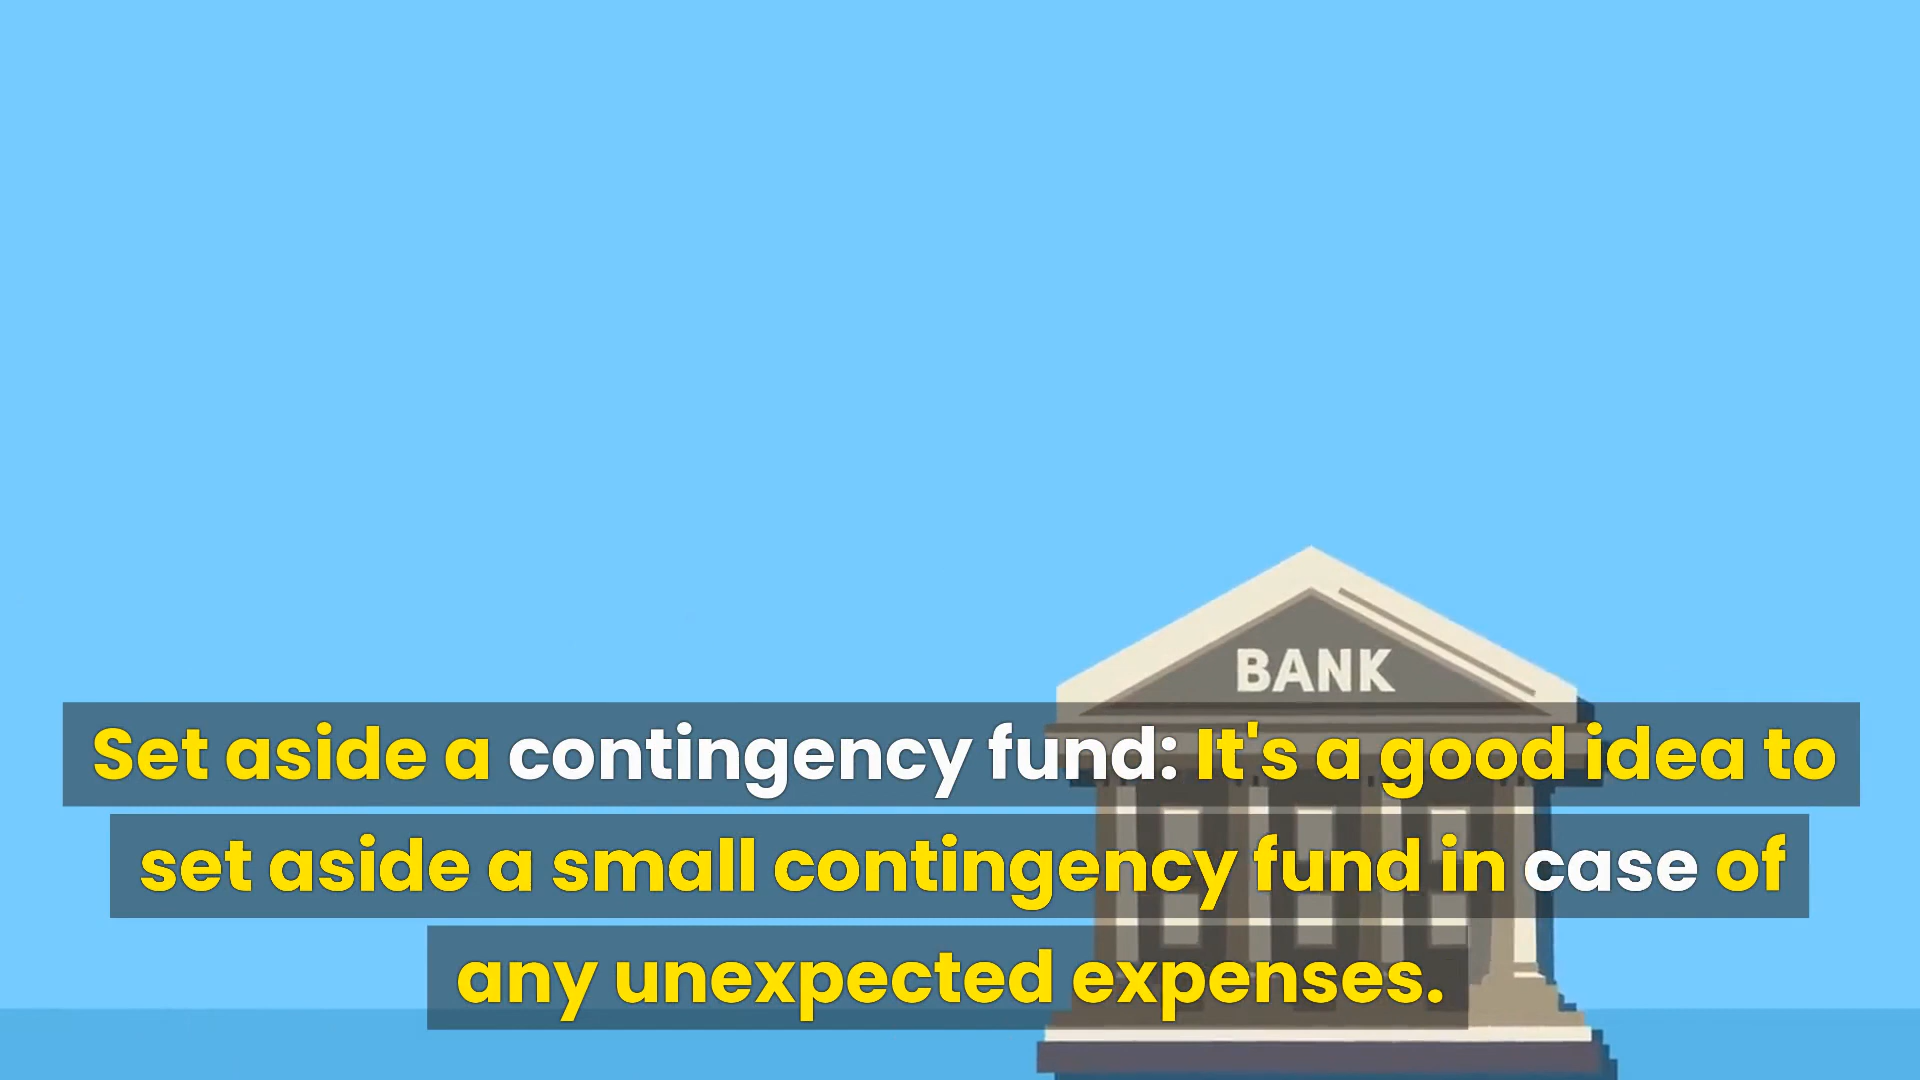 BANK
Set aside a contingency fund: It's a good idea to
set aside a small contingency fund in case of
any unexpected expenses.